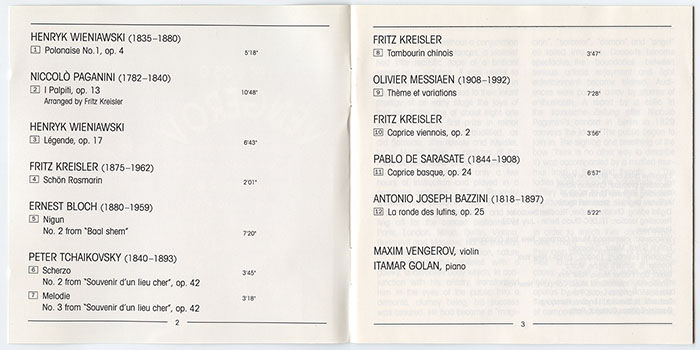 HENRYK WIENIAWSKI (1835–1880)
1 Polonaise No.1, op. 4 5'18"
NICCOLÒ PAGANINI (1782–1840)
2 I Palpiti, op. 13 10'48"
Arranged by Fritz Kreisler
HENRYK WIENIAWSKI
3 Légende, op. 17 6'43"
FRITZ KREISLER (1875–1962)
4 Schön Rosmarin 2'01"
ERNEST BLOCH (1880–1959)
5 Nigun
No. 2 from "Baal shem" 7'20"
PETER TCHAIKOVSKY (1840–1893)
6 Scherzo 3'45"
No. 2 from "Souvenir d'un lieu cher", op. 42
7 Melodie 3'18"
No. 3 from "Souvenir d'un lieu cher", op. 42
2
FRITZ KREISLER
8 Tambourin chinois 3'47"
OLIVIER MESSIAEN (1908–1992)
9 Thème et variations 7'28"
FRITZ KREISLER
10 Caprice viennois, op. 2 3'56"
PABLO DE SARASATE (1844–1908)
11 Caprice basque, op. 24 6'57"
ANTONIO JOSEPH BAZZINI (1818–1897)
12 La ronde des lutins, op. 25 5'22"
MAXIM VENGEROV, violin
ITAMAR GOLAN, piano
3